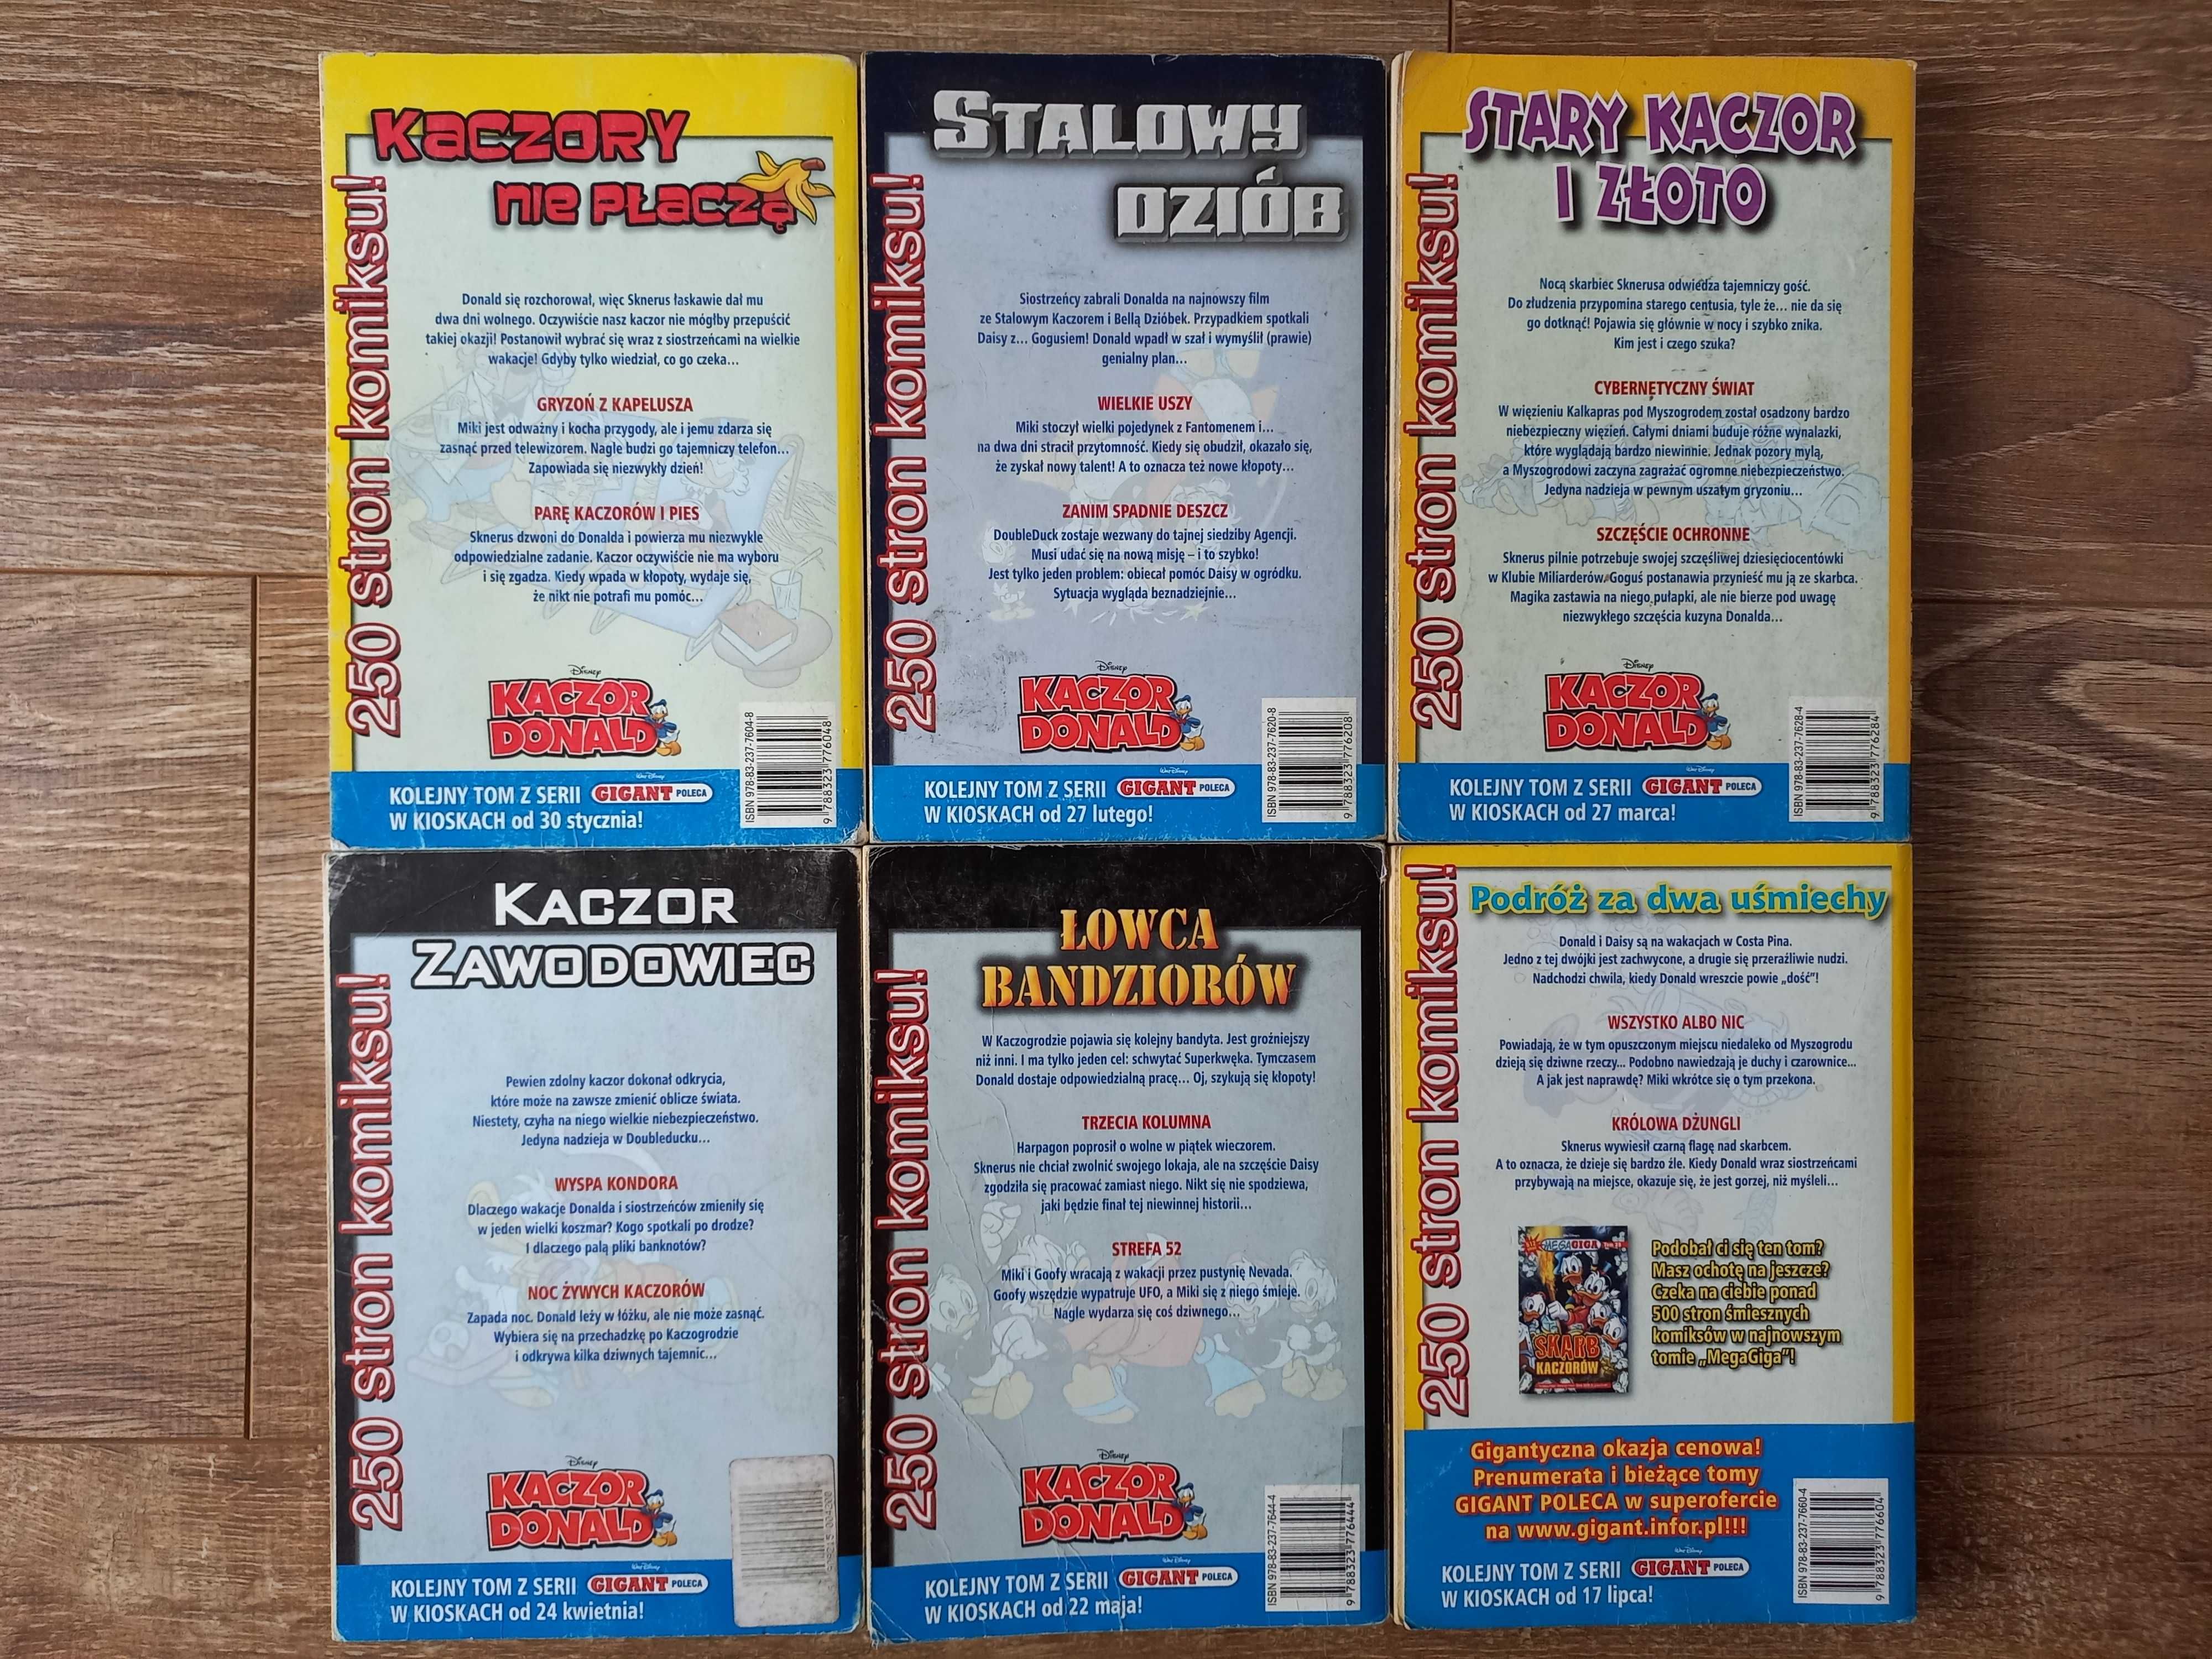 KACZORY
NIE PŁACZĄ
250 stron komiksu!
Donald się rozchorował, więc Sknerus łaskawie dał mu
dwa dni wolnego. Oczywiście nasz kaczor nie mógłby przepuścić
takiej okazji! Postanowił wybrać się wraz z siostrzeńcami na wielkie
wakacje! Gdyby tylko wiedział, co go czeka...
GRYZOŃ Z KAPELUSZA
Miki jest odważny i kocha przygody, ale i jemu zdarza się
zasnąć przed telewizorem. Nagle budzi go tajemniczy telefon...
Zapowiada się niezwykły dzień!
PARĘ KACZORÓW I PIES
Sknerus dzwoni do Donalda i powierza mu niezwykle
odpowiedzialne zadanie. Kaczor oczywiście nie ma wyboru
i się zgadza. Kiedy wpada w kłopoty, wydaje się,
że nikt nie potrafi mu pomóc...
Disney
KACZOR
DONALD
ISBN 978-83-237-7604-8
9 788323 776048
KOLEJNY TOM Z SERII Walt Disney GIGANT POLECA
W KIOSKACH od 30 stycznia!
STALOWY
DZIÓB
250 stron komiksu!
Siostrzeńcy zabrali Donalda na najnowszy film
ze Stalowym Kaczorem i Bellą Dzióbek. Przypadkiem spotkali
Daisy z... Gogusiem! Donald wpadł w szał i wymyślił (prawie)
genialny plan...
WIELKIE USZY
Miki stoczył wielki pojedynek z Fantomenem i...
na dwa dni stracił przytomność. Kiedy się obudził, okazało się,
że zyskał nowy talent! A to oznacza też nowe kłopoty...
ZANIM SPADNIE DESZCZ
DoubleDuck zostaje wezwany do tajnej siedziby Agencji.
Musi udać się na nową misję – i to szybko!
Jest tylko jeden problem: obiecał pomóc Daisy w ogródku.
Sytuacja wygląda beznadziejnie...
Disney
KACZOR
DONALD
ISBN 978-83-237-7620-8
9 788323 776208
KOLEJNY TOM Z SERII Walt Disney GIGANT POLECA
W KIOSKACH od 27 lutego!
STARY KACZOR
I ZŁOTO
250 stron komiksu!
Nocą skarbiec Sknerusa odwiedza tajemniczy gość.
Do złudzenia przypomina starego centusia, tyle że... nie da się
go dotknąć! Pojawia się głównie w nocy i szybko znika.
Kim jest i czego szuka?
CYBERNETYCZNY ŚWIAT
W więzieniu Kalkapras pod Myszogrodem został osadzony bardzo
niebezpieczny więzień. Całymi dniami buduje różne wynalazki,
które wyglądają bardzo niewinnie. Jednak pozory mylą,
a Myszogrodowi zaczyna zagrażać ogromne niebezpieczeństwo.
Jedyna nadzieja w pewnym uszatym gryzoniu...
SZCZĘŚCIE OCHRONNE
Sknerus pilnie potrzebuje swojej szczęśliwej dziesięciocentówki
w Klubie Miliarderów. Goguś postanawia przynieść mu ją ze skarbca.
Magika zastawia na niego pułapki, ale nie bierze pod uwagę
niezwykłego szczęścia kuzyna Donalda...
Disney
KACZOR
DONALD
ISBN 978-83-237-7628-4
9 788323 776284
KOLEJNY TOM Z SERII Walt Disney GIGANT POLECA
W KIOSKACH od 27 marca!
KACZOR
ZAWODOWIEC
250 stron komiksu!
Pewien zdolny kaczor dokonał odkrycia,
które może na zawsze zmienić oblicze świata.
Niestety, czyha na niego wielkie niebezpieczeństwo.
Jedyna nadzieja w Doubleducku...
WYSPA KONDORA
Dlaczego wakacje Donalda i siostrzeńców zmieniły się
w jeden wielki koszmar? Kogo spotkali po drodze?
I dlaczego palą pliki banknotów?
NOC ŻYWYCH KACZORÓW
Zapada noc. Donald leży w łóżku, ale nie może zasnąć.
Wybiera się na przechadzkę po Kaczogrodzie
i odkrywa kilka dziwnych tajemnic...
Disney
KACZOR
DONALD
KOLEJNY TOM Z SERII Walt Disney GIGANT POLECA
W KIOSKACH od 24 kwietnia!
ŁOWCA
BANDZIORÓW
250 stron komiksu!
W Kaczogrodzie pojawia się kolejny bandyta. Jest groźniejszy
niż inni. I ma tylko jeden cel: schwytać Superkwęka. Tymczasem
Donald dostaje odpowiedzialną pracę... Oj, szykują się kłopoty!
TRZECIA KOLUMNA
Harpagon poprosił o wolne w piątek wieczorem.
Sknerus nie chciał zwolnić swojego lokaja, ale na szczęście Daisy
zgodziła się pracować zamiast niego. Nikt się nie spodziewa,
jaki będzie finał tej niewinnej historii...
STREFA 52
Miki i Goofy wracają z wakacji przez pustynię Nevada.
Goofy wszędzie wypatruje UFO, a Miki się z niego śmieje.
Nagle wydarza się coś dziwnego...
Disney
KACZOR
DONALD
ISBN 978-83-237-7644-4
9 788323 776444
KOLEJNY TOM Z SERII Walt Disney GIGANT POLECA
W KIOSKACH od 22 maja!
Podróż za dwa uśmiechy
250 stron komiksu!
Donald i Daisy są na wakacjach w Costa Pina.
Jedno z tej dwójki jest zachwycone, a drugie się przeraźliwie nudzi.
Nadchodzi chwila, kiedy Donald wreszcie powie „dość”!
WSZYSTKO ALBO NIC
Powiadają, że w tym opuszczonym miejscu niedaleko od Myszogrodu
dzieją się dziwne rzeczy... Podobno nawiedzają je duchy i czarownice...
A jak jest naprawdę? Miki wkrótce się o tym przekona.
KRÓLOWA DŻUNGLI
Sknerus wywiesił czarną flagę nad skarbcem.
A to oznacza, że dzieje się bardzo źle. Kiedy Donald wraz siostrzeńcami
przybywają na miejsce, okazuje się, że jest gorzej, niż myśleli...
MEGAGIGA
SKARB
KACZORÓW
Podobał ci się ten tom?
Masz ochotę na jeszcze?
Czeka na ciebie ponad
500 stron śmiesznych
komiksów w najnowszym
tomie „MegaGiga”!
Gigantyczna okazja cenowa!
Prenumerata i bieżące tomy
GIGANT POLECA w superofercie
na www.gigant.infor.pl!!!
ISBN 978-83-237-7660-4
9 788323 776604
KOLEJNY TOM Z SERII Walt Disney GIGANT POLECA
W KIOSKACH od 17 lipca!